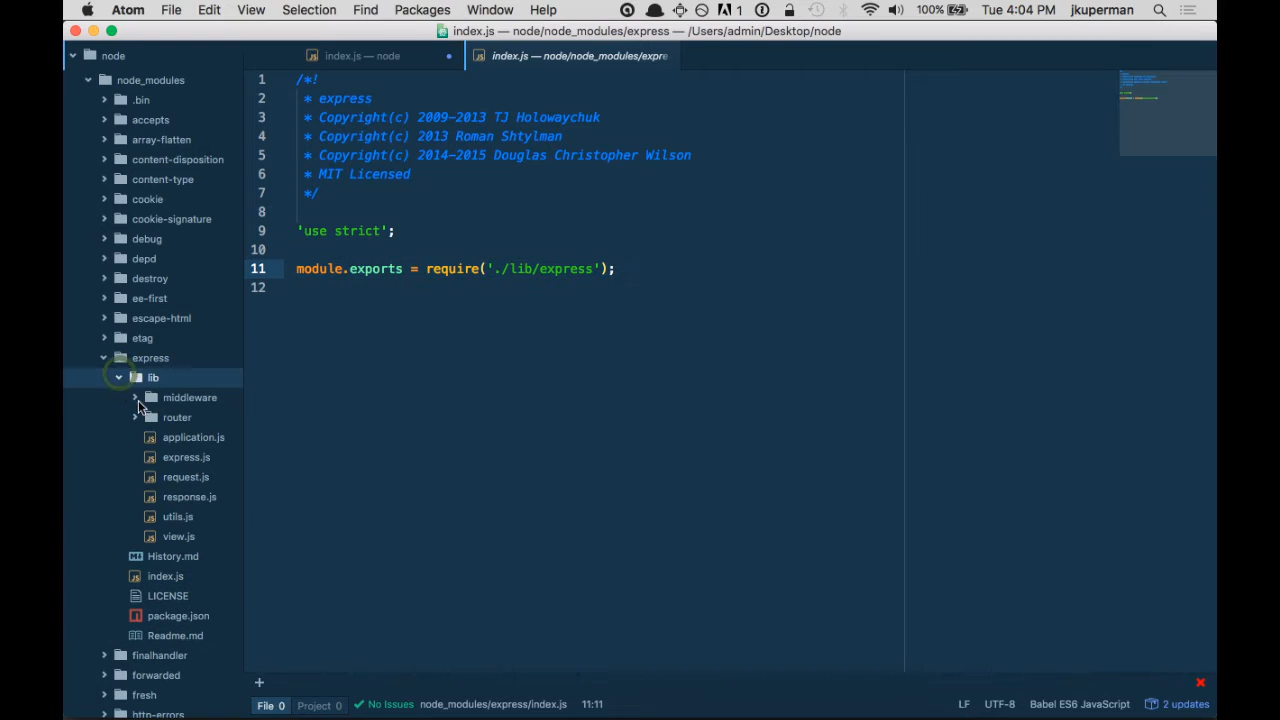 Atom File Edit View Selection Find Packages Window Help 1 100% Tue 4:04 PM jkuperman
index.js — node/node_modules/express — /Users/admin/Desktop/node
node
index.js — node
index.js — node/node_modules/expre
node_modules
.bin
accepts
array-flatten
content-disposition
content-type
cookie
cookie-signature
debug
depd
destroy
ee-first
escape-html
etag
express
lib
middleware
router
application.js
express.js
request.js
response.js
utils.js
view.js
History.md
index.js
LICENSE
package.json
Readme.md
finalhandler
forwarded
fresh
http-errors
1 /*!
2 * express
3 * Copyright(c) 2009-2013 TJ Holowaychuk
4 * Copyright(c) 2013 Roman Shtylman
5 * Copyright(c) 2014-2015 Douglas Christopher Wilson
6 * MIT Licensed
7 */
8
9 'use strict';
10
11 module.exports = require('./lib/express');
12
+
File 0 Project 0 No Issues node_modules/express/index.js 11:11 LF UTF-8 Babel ES6 JavaScript 2 updates